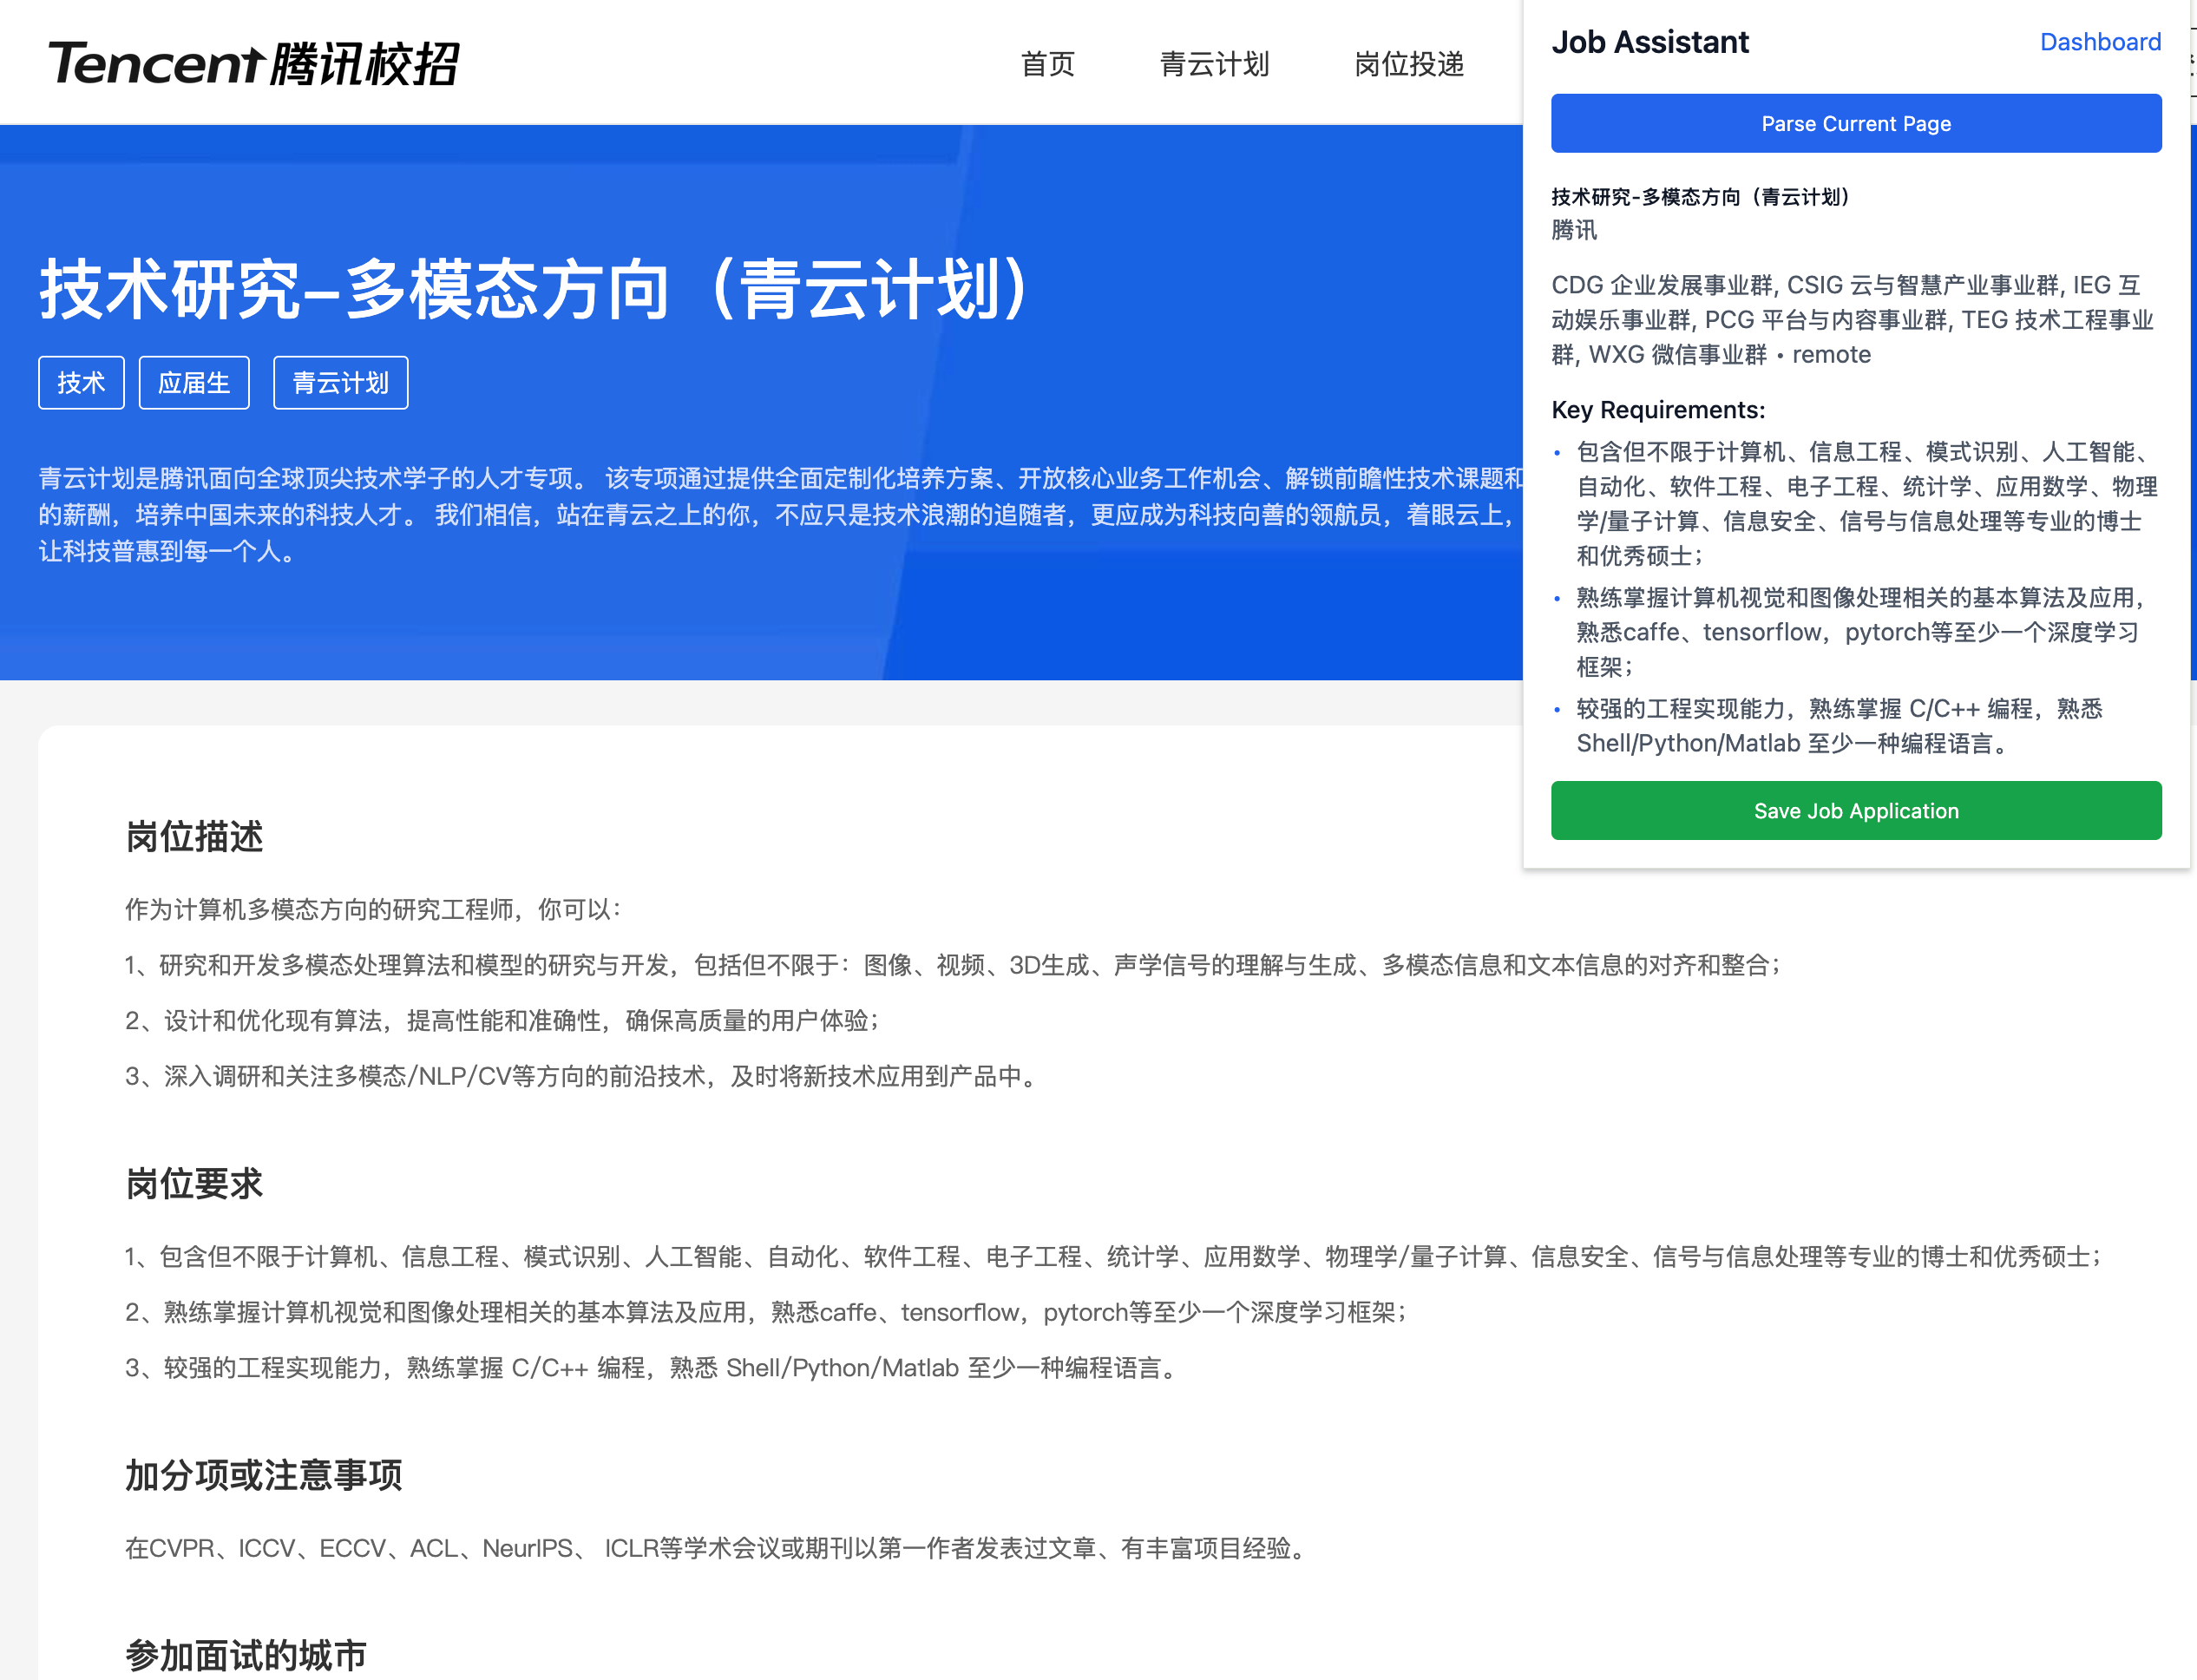 Tencent 腾讯校招
首页
青云计划
岗位投递
技术研究-多模态方向（青云计划）
技术
应届生
青云计划
青云计划是腾讯面向全球顶尖技术学子的人才专项。 该专项通过提供全面定制化培养方案、开放核心业务工作机会、解锁前瞻性技术课题和
的薪酬，培养中国未来的科技人才。 我们相信，站在青云之上的你，不应只是技术浪潮的追随者，更应成为科技向善的领航员，着眼云上，
让科技普惠到每一个人。
岗位描述
作为计算机多模态方向的研究工程师，你可以：
1、研究和开发多模态处理算法和模型的研究与开发，包括但不限于：图像、视频、3D生成、声学信号的理解与生成、多模态信息和文本信息的对齐和整合；
2、设计和优化现有算法，提高性能和准确性，确保高质量的用户体验；
3、深入调研和关注多模态/NLP/CV等方向的前沿技术，及时将新技术应用到产品中。
岗位要求
1、包含但不限于计算机、信息工程、模式识别、人工智能、自动化、软件工程、电子工程、统计学、应用数学、物理学/量子计算、信息安全、信号与信息处理等专业的博士和优秀硕士；
2、熟练掌握计算机视觉和图像处理相关的基本算法及应用，熟悉caffe、tensorflow，pytorch等至少一个深度学习框架；
3、较强的工程实现能力，熟练掌握 C/C++ 编程，熟悉 Shell/Python/Matlab 至少一种编程语言。
加分项或注意事项
在CVPR、ICCV、ECCV、ACL、NeurIPS、 ICLR等学术会议或期刊以第一作者发表过文章、有丰富项目经验。
参加面试的城市
Job Assistant
Dashboard
Parse Current Page
技术研究-多模态方向（青云计划）
腾讯
CDG 企业发展事业群, CSIG 云与智慧产业事业群, IEG 互
动娱乐事业群, PCG 平台与内容事业群, TEG 技术工程事业
群, WXG 微信事业群 • remote
Key Requirements:
• 包含但不限于计算机、信息工程、模式识别、人工智能、
自动化、软件工程、电子工程、统计学、应用数学、物理
学/量子计算、信息安全、信号与信息处理等专业的博士
和优秀硕士；
• 熟练掌握计算机视觉和图像处理相关的基本算法及应用，
熟悉caffe、tensorflow，pytorch等至少一个深度学习
框架；
• 较强的工程实现能力，熟练掌握 C/C++ 编程，熟悉
Shell/Python/Matlab 至少一种编程语言。
Save Job Application